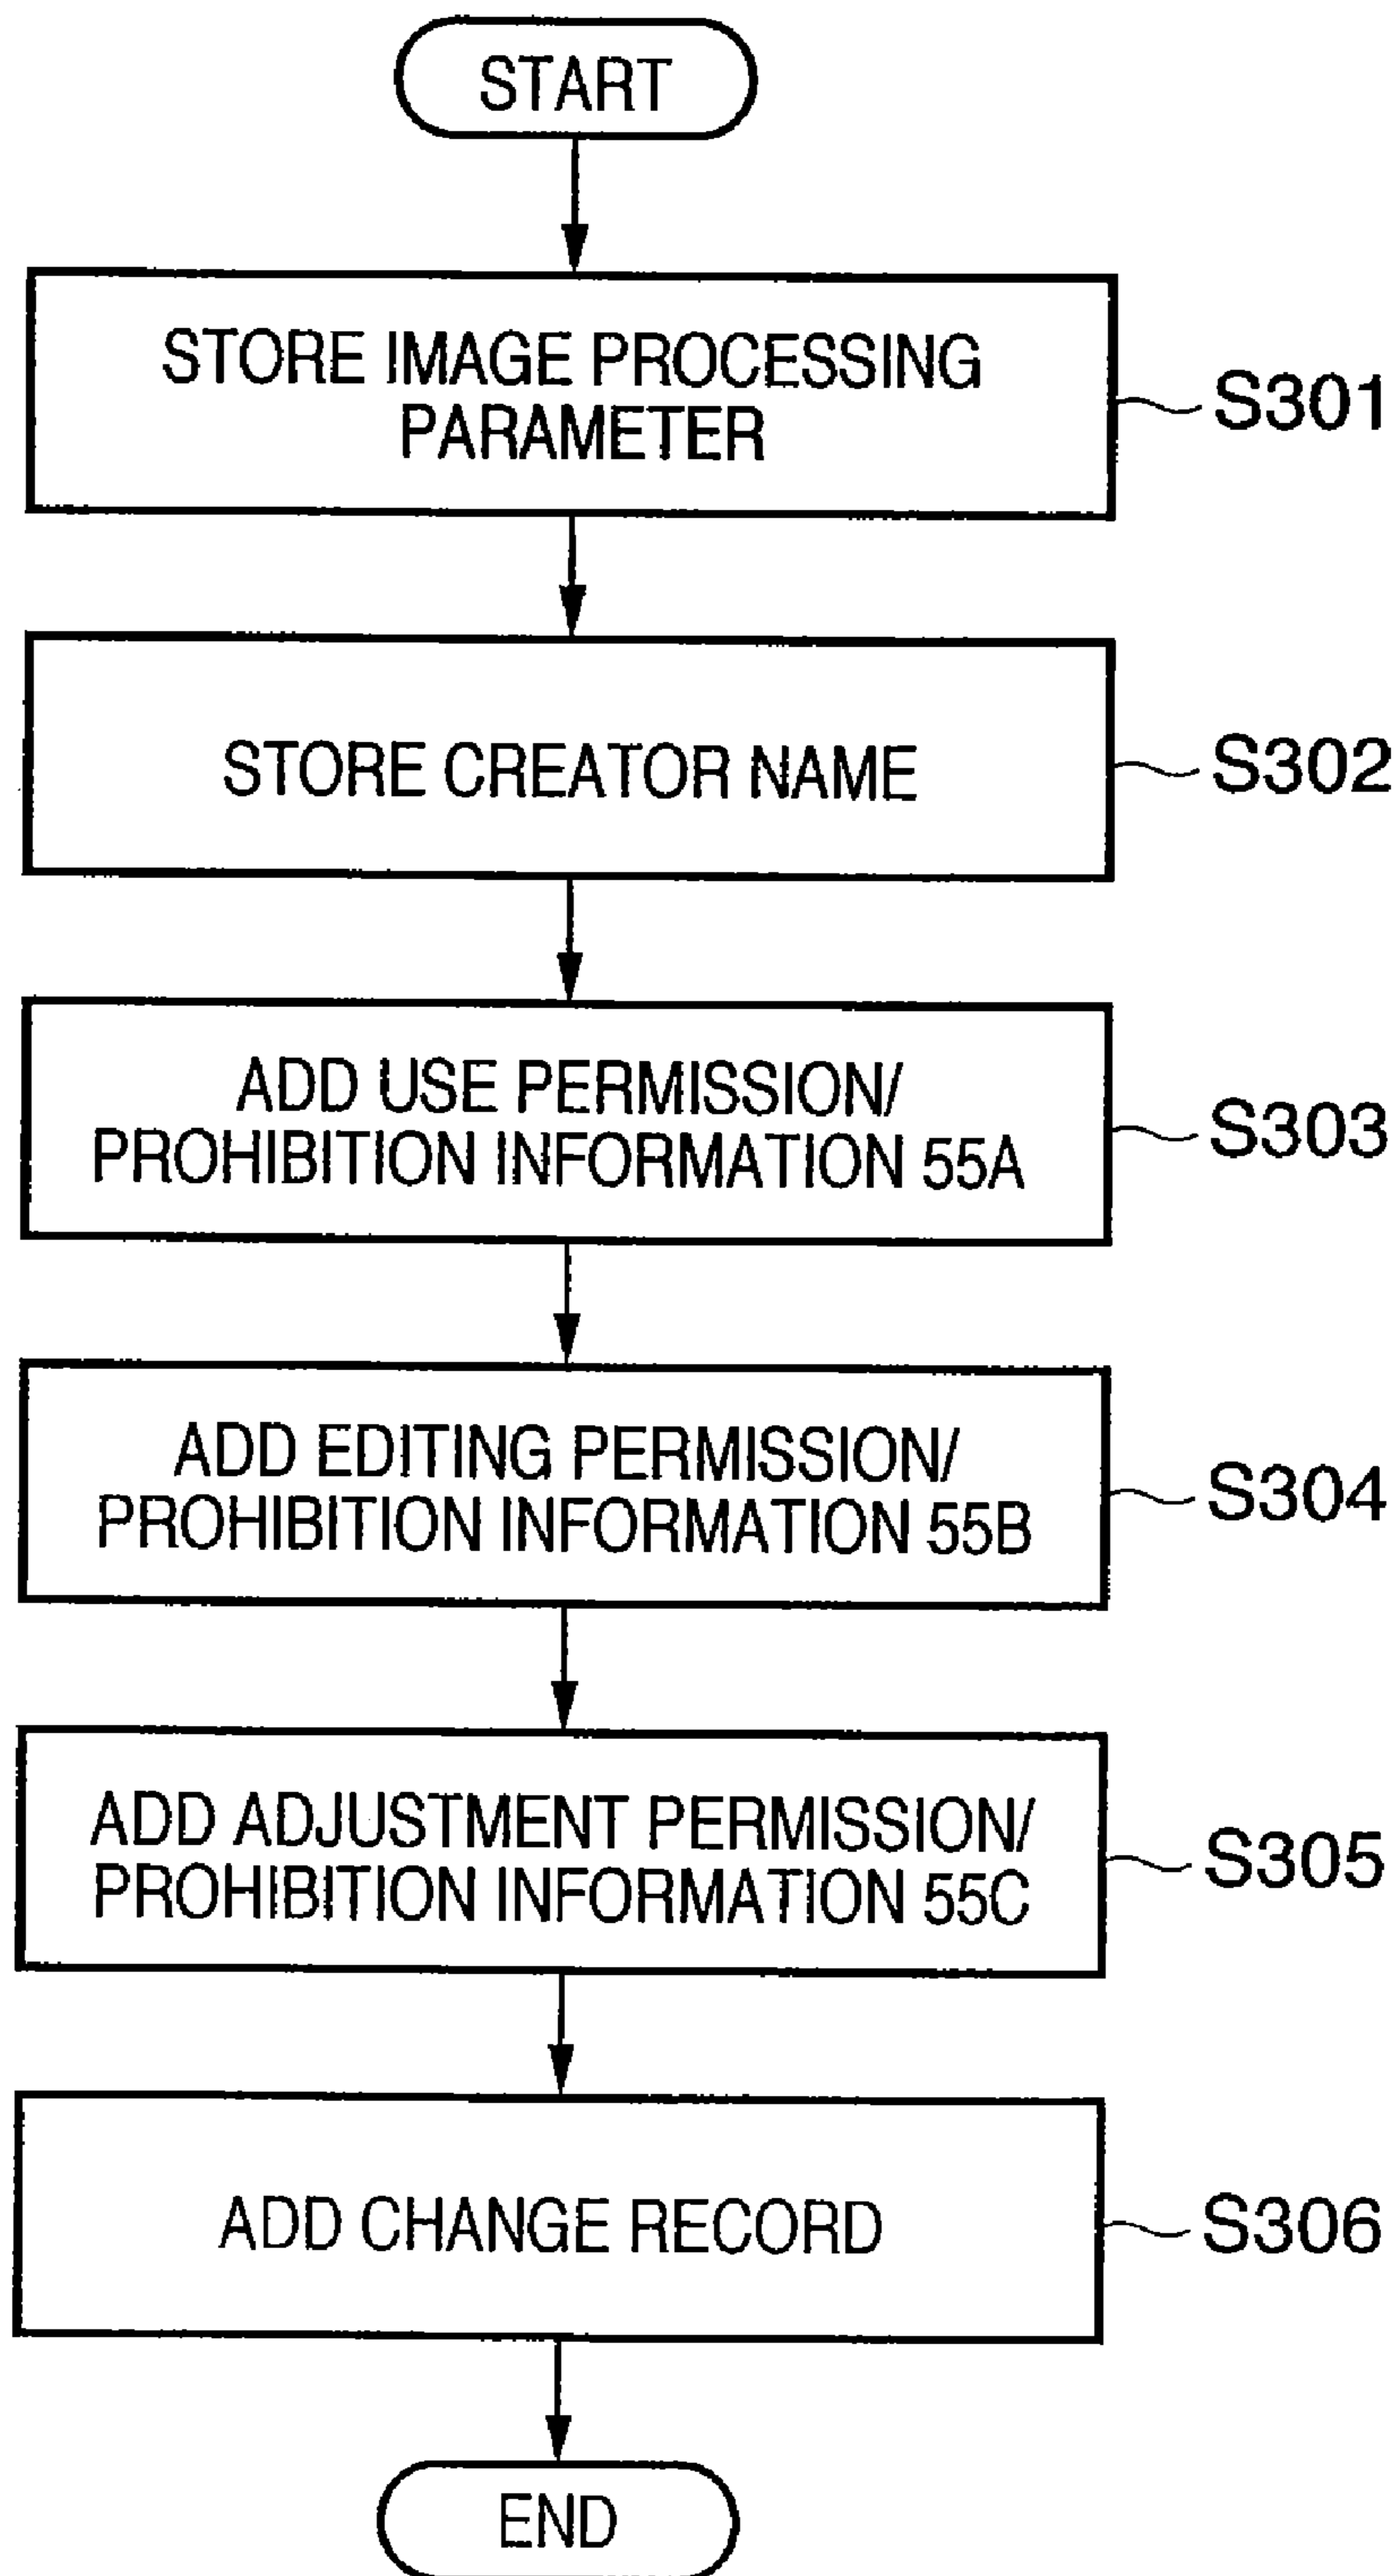 START
STORE IMAGE PROCESSING
PARAMETER
S301
STORE CREATOR NAME
S302
ADD USE PERMISSION/
PROHIBITION INFORMATION 55A
S303
ADD EDITING PERMISSION/
PROHIBITION INFORMATION 55B
S304
ADD ADJUSTMENT PERMISSION/
PROHIBITION INFORMATION 55C
S305
ADD CHANGE RECORD
S306
END